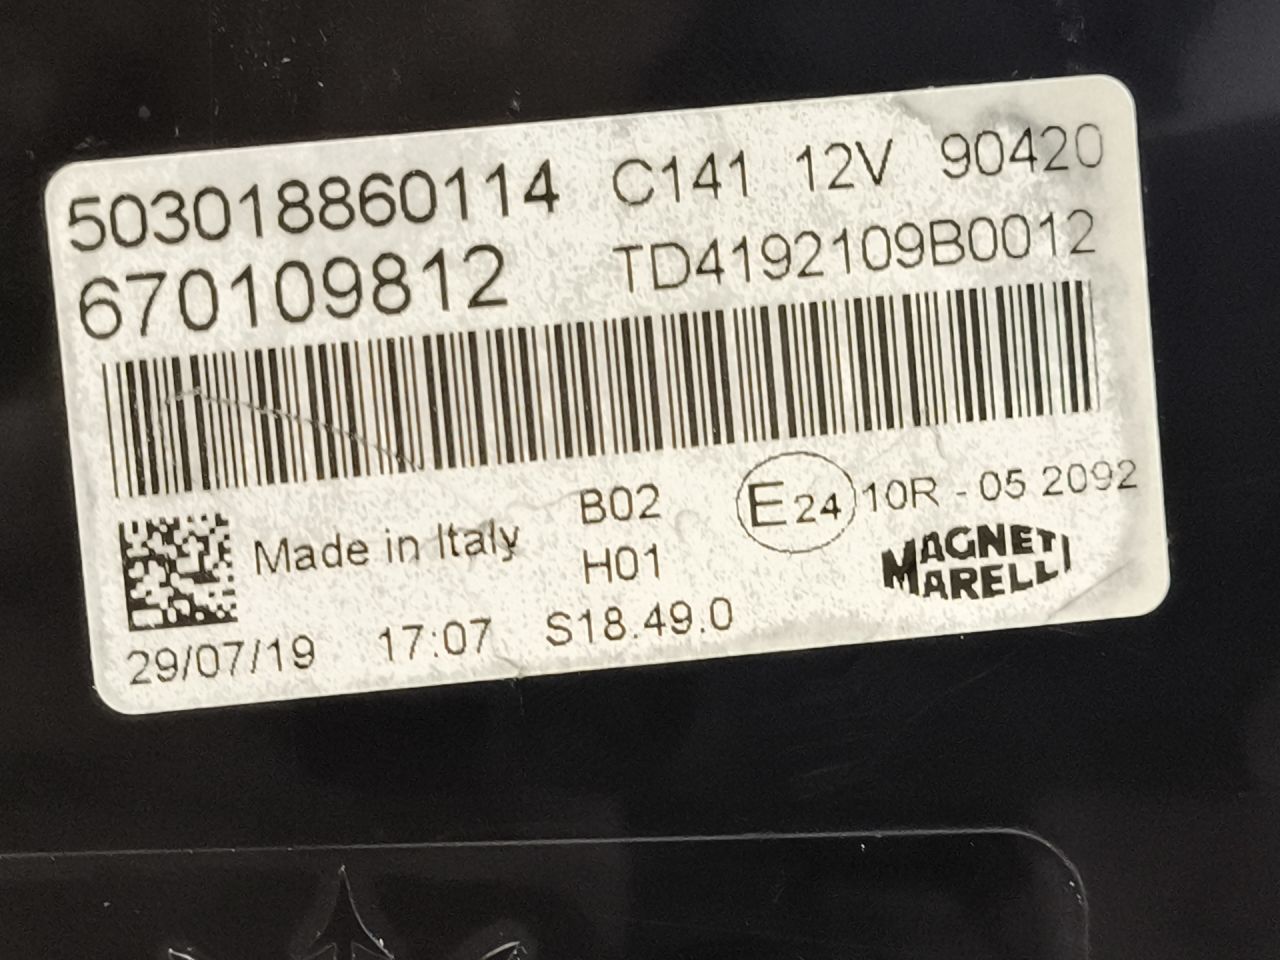 503018860114 C141 12V 90420
670109812 TD4192109B0012
B02 E24 10R - 05 2092
Made in Italy H01 MAGNETI MARELLI
29/07/19 17:07 S18.49.0